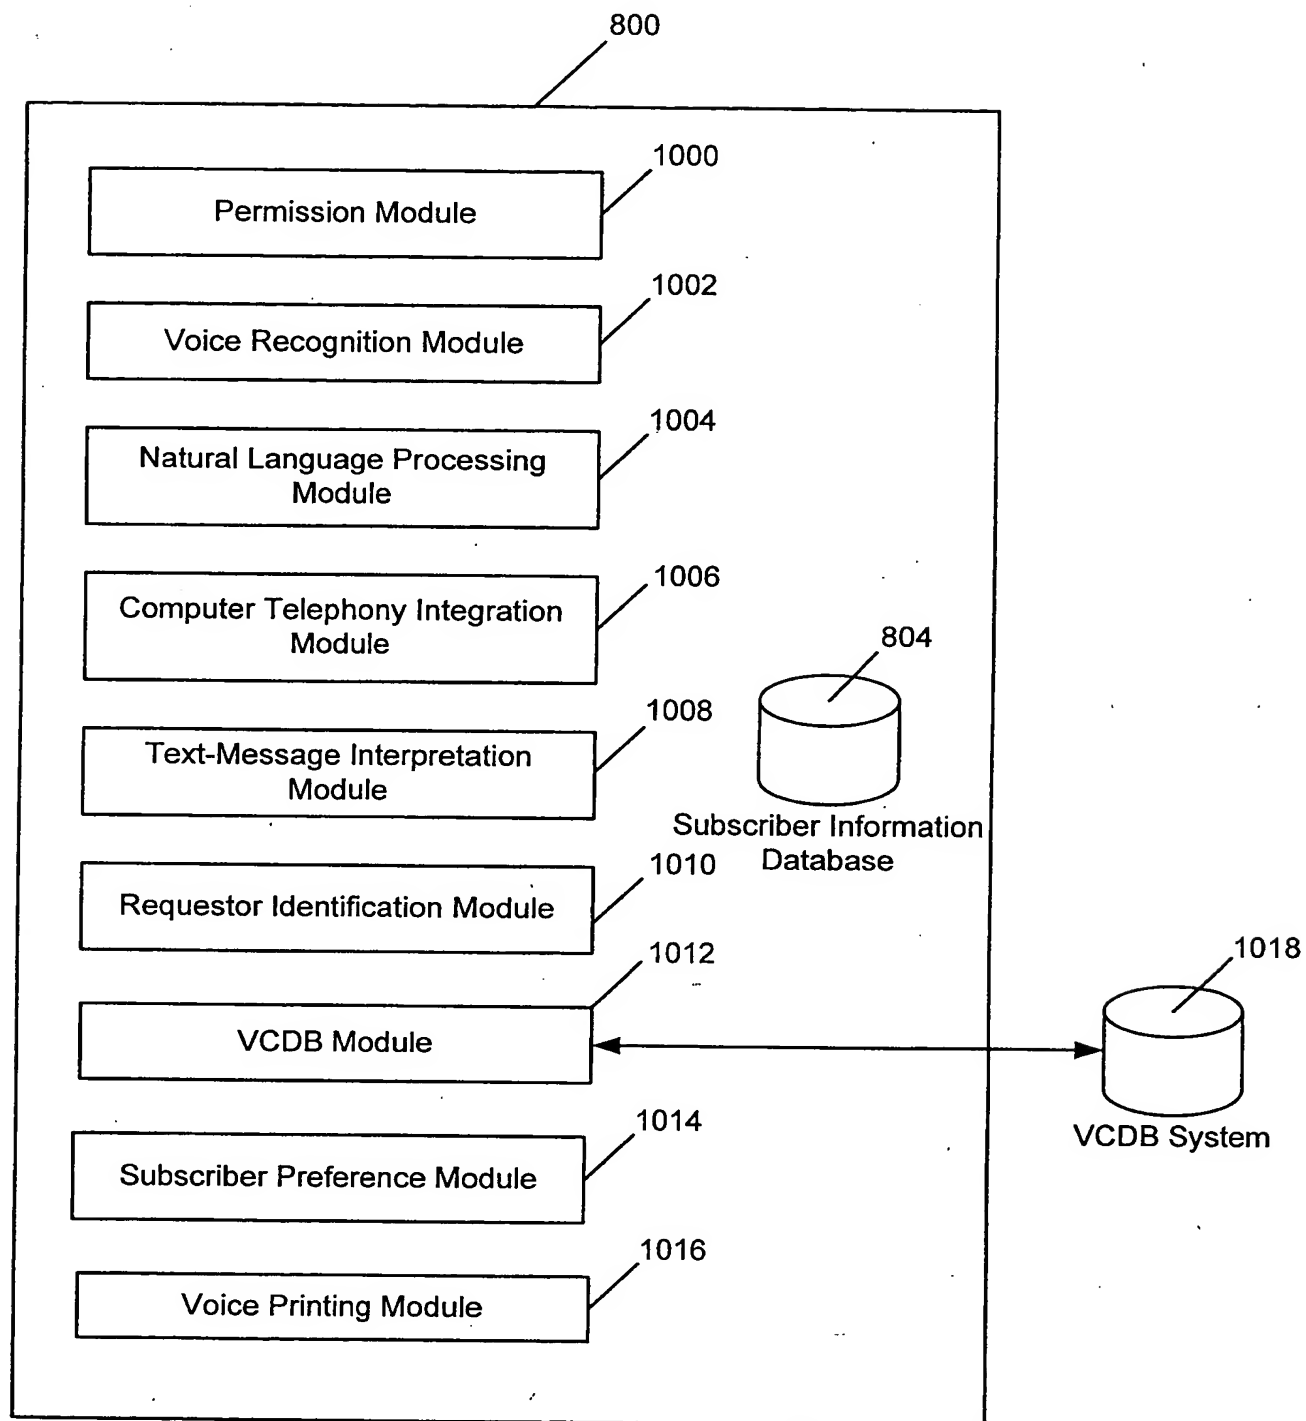 800
1000
Permission Module
1002
Voice Recognition Module
1004
Natural Language Processing
Module
1006
Computer Telephony Integration
Module
804
1008
Text-Message Interpretation
Module
Subscriber Information
Database
1010
Requestor Identification Module
1012
1018
VCDB Module
VCDB System
1014
Subscriber Preference Module
1016
Voice Printing Module